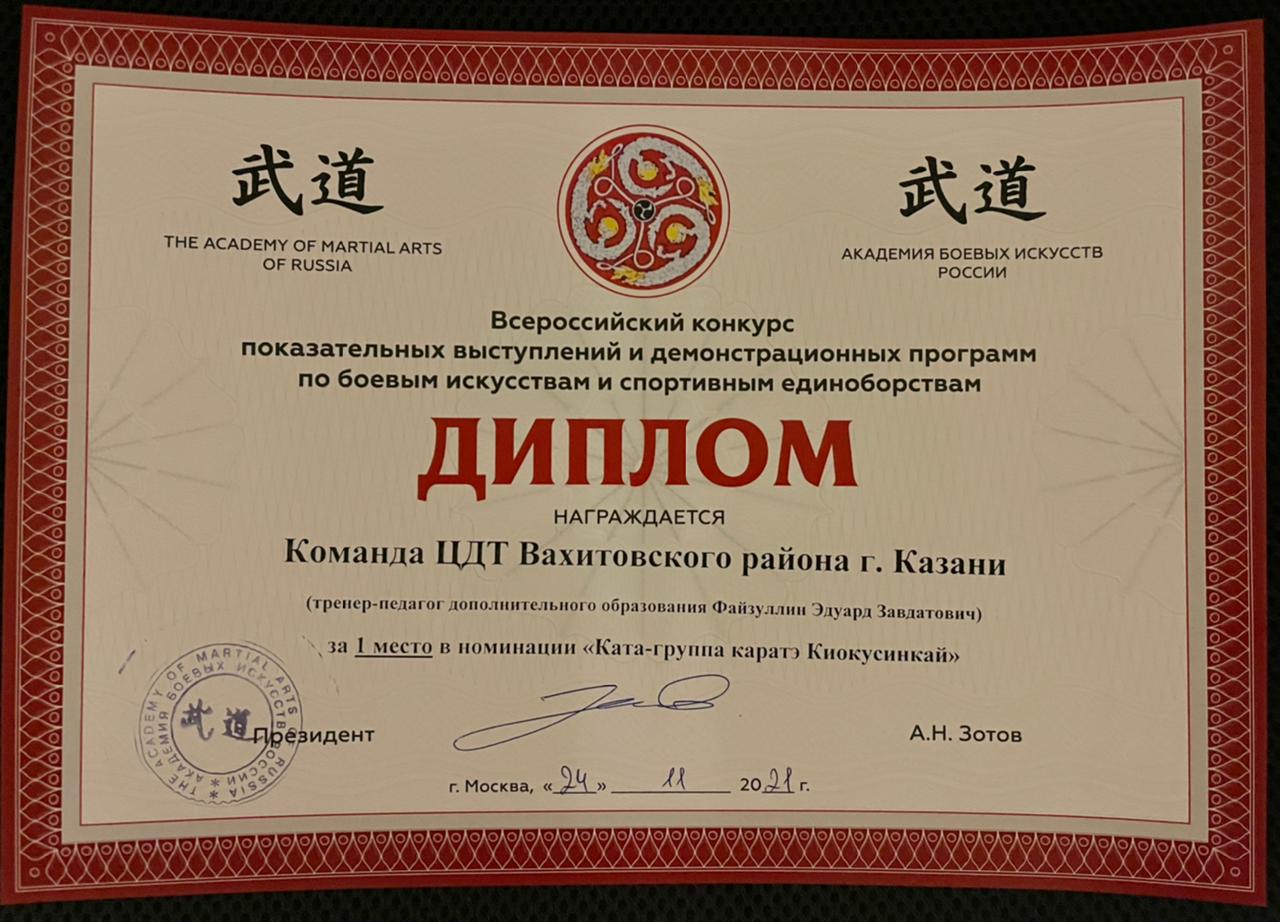 武道
THE ACADEMY OF MARTIAL ARTS
OF RUSSIA
武道
АКАДЕМИЯ БОЕВЫХ ИСКУССТВ
РОССИИ
Всероссийский конкурс
показательных выступлений и демонстрационных программ
по боевым искусствам и спортивным единоборствам
ДИПЛОМ
НАГРАЖДАЕТСЯ
Команда ЦДТ Вахитовского района г. Казани
(тренер-педагог дополнительного образования Файзуллин Эдуард Завдатович)
за 1 место в номинации «Ката-группа каратэ Киокусинкай»
THE ACADEMY OF MARTIAL ARTS OF RUSSIA *
АКАДЕМИЯ БОЕВЫХ ИСКУССТВ РОССИИ *
武道
Президент
А.Н. Зотов
г. Москва, «24» 11 2021 г.